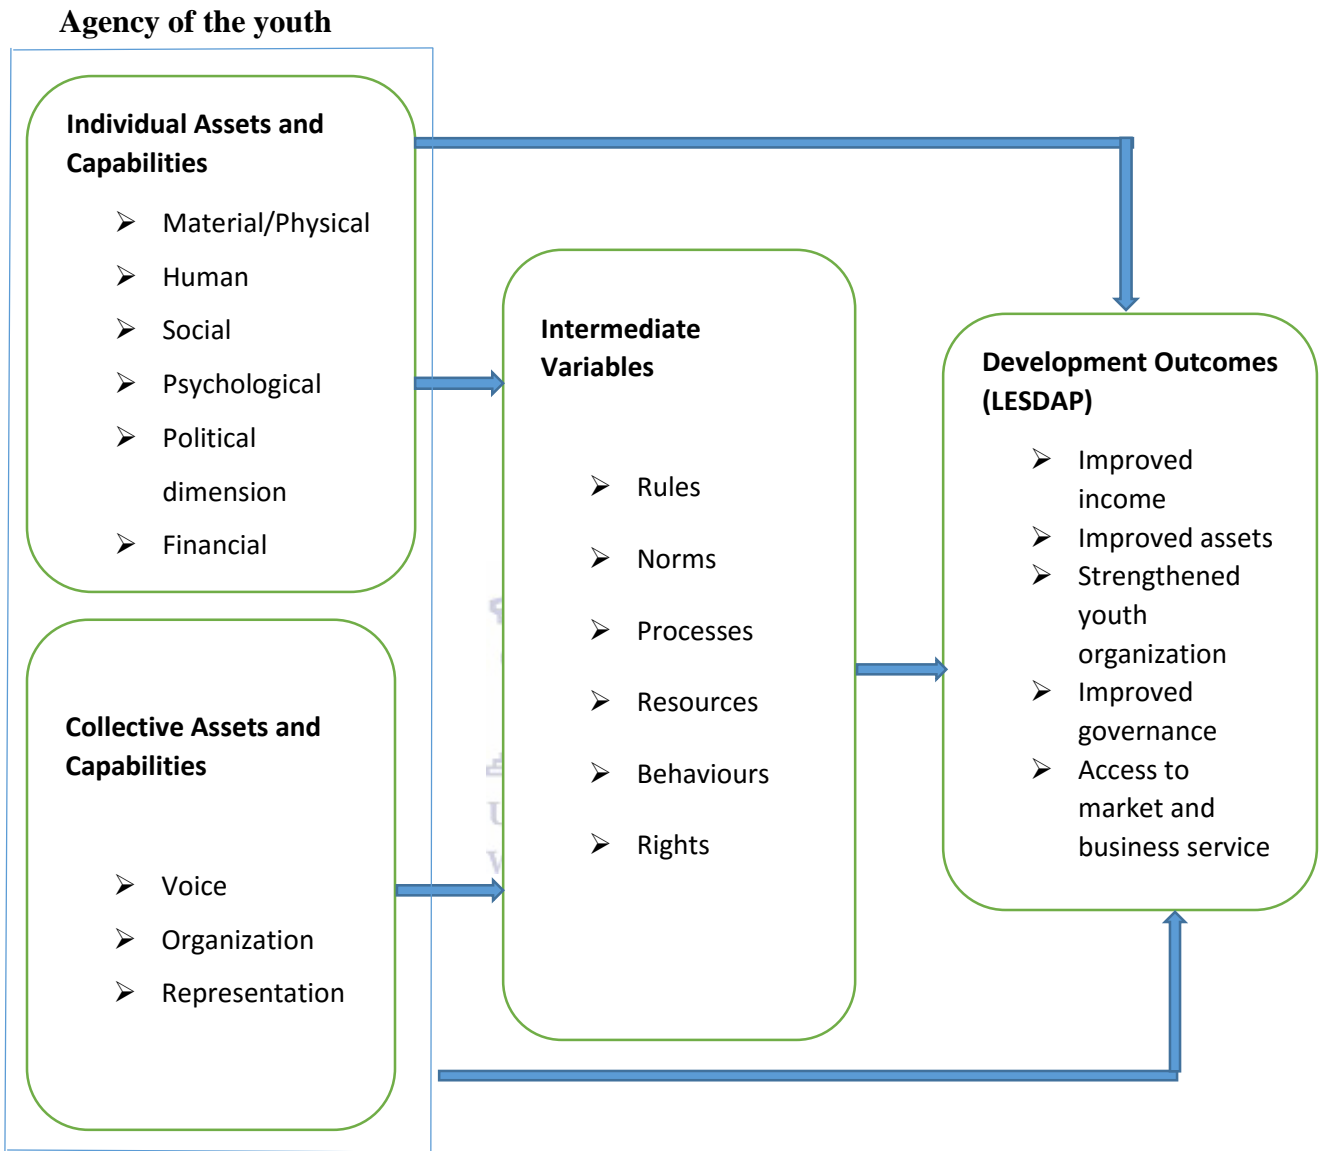 Agency of the youth
Individual Assets and
Capabilities
➢ Material/Physical
➢ Human
➢ Social
➢ Psychological
➢ Political
dimension
➢ Financial
Collective Assets and
Capabilities
➢ Voice
➢ Organization
➢ Representation
Intermediate
Variables
➢ Rules
➢ Norms
➢ Processes
➢ Resources
➢ Behaviours
➢ Rights
Development Outcomes
(LESDAP)
➢ Improved
income
➢ Improved assets
➢ Strengthened
youth
organization
➢ Improved
governance
➢ Access to
market and
business service